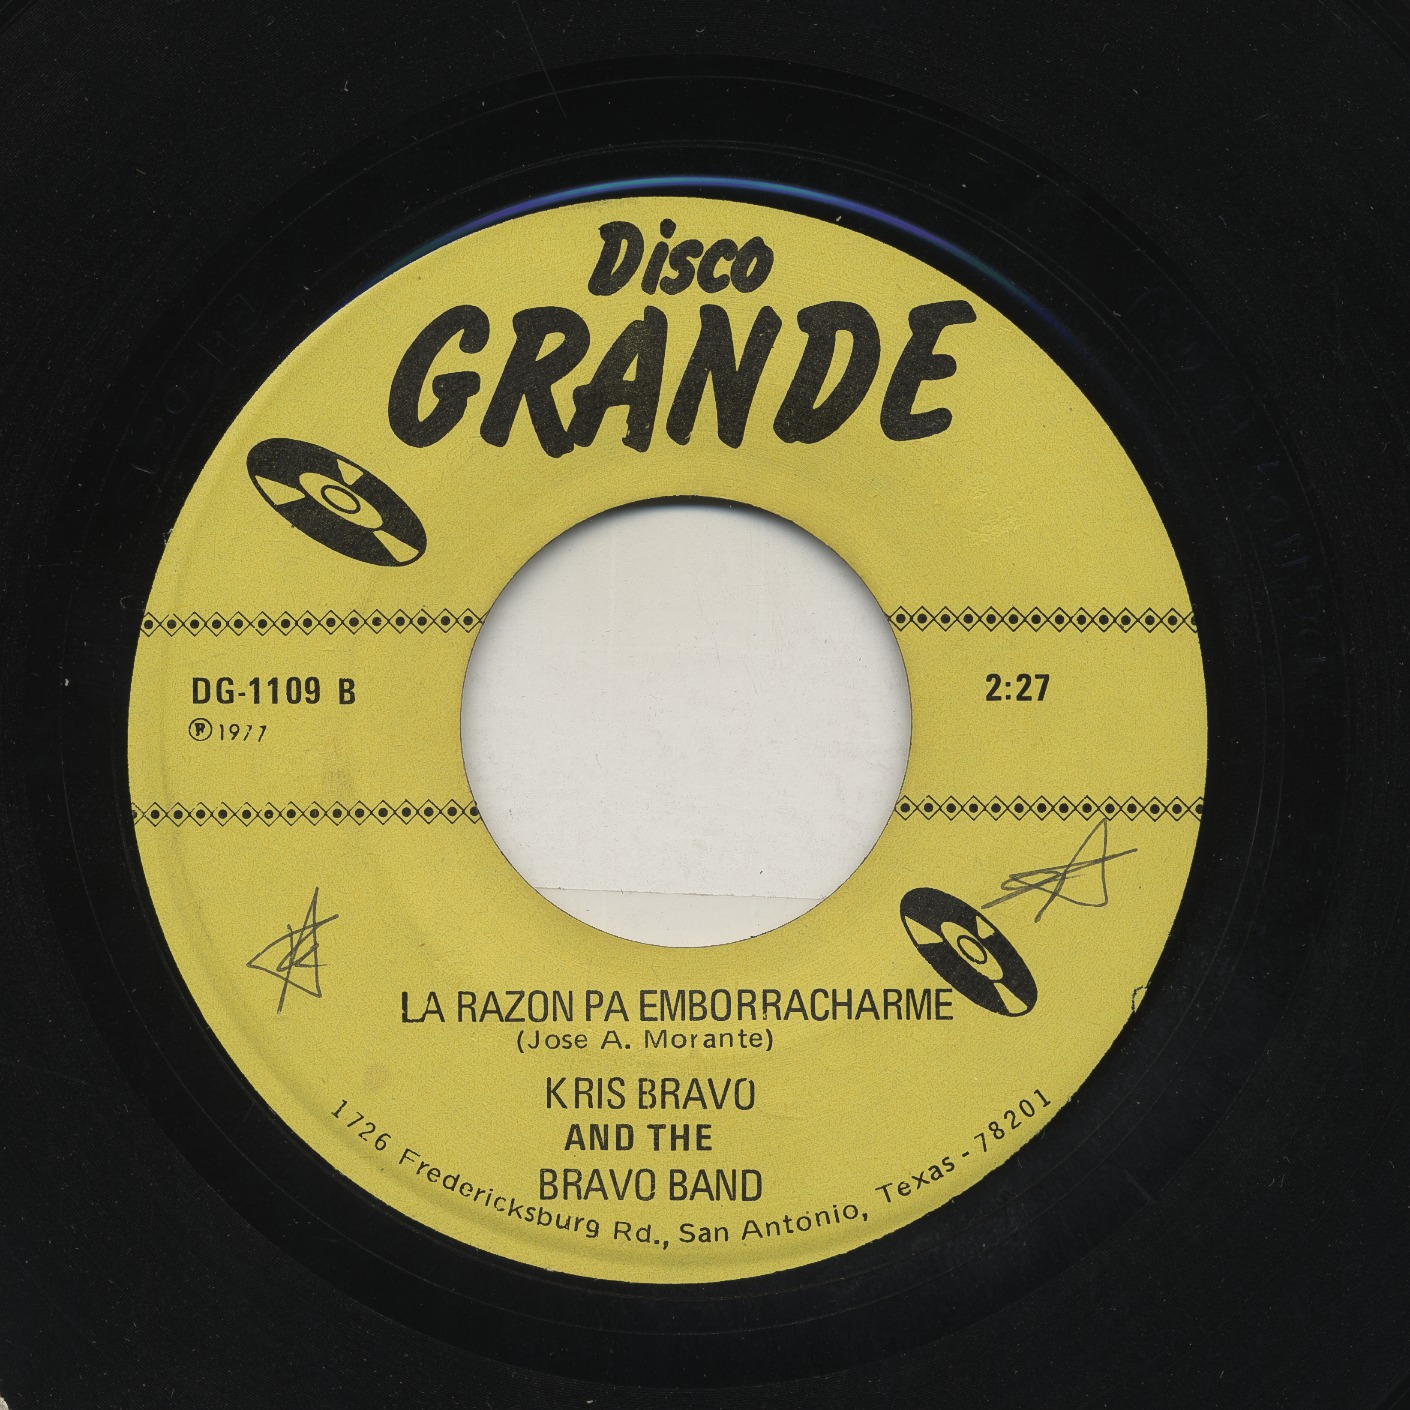 Disco
GRANDE
DG-1109 B
Ⓟ 1977
2:27
LA RAZON PA EMBORRACHARME
(Jose A. Morante)
KRIS BRAVO
AND THE
BRAVO BAND
1726 Fredericksburg Rd., San Antonio, Texas - 78201